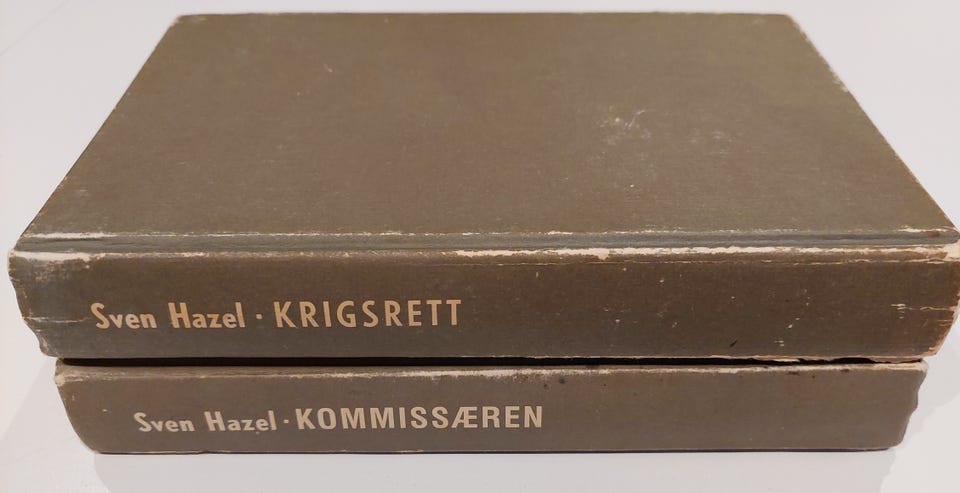 Sven Hazel · KRIGSRETT
Sven Hazel · KOMMISSÆREN